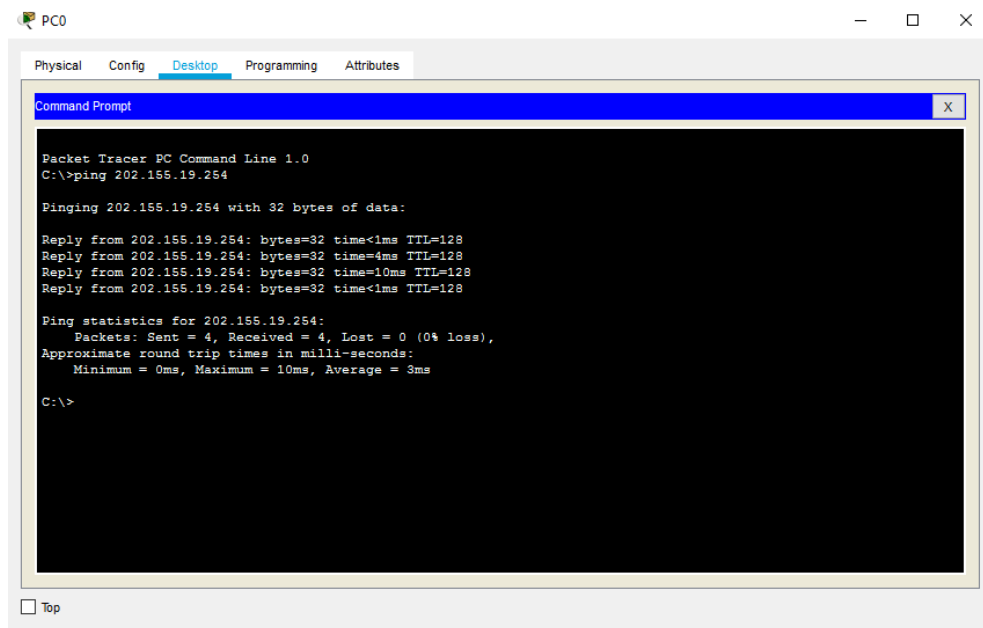 PC0
Physical Config Desktop Programming Attributes
Command Prompt
X
Packet Tracer PC Command Line 1.0
C:\>ping 202.155.19.254
Pinging 202.155.19.254 with 32 bytes of data:
Reply from 202.155.19.254: bytes=32 time<1ms TTL=128
Reply from 202.155.19.254: bytes=32 time=4ms TTL=128
Reply from 202.155.19.254: bytes=32 time=10ms TTL=128
Reply from 202.155.19.254: bytes=32 time<1ms TTL=128
Ping statistics for 202.155.19.254:
Packets: Sent = 4, Received = 4, Lost = 0 (0% loss),
Approximate round trip times in milli-seconds:
Minimum = 0ms, Maximum = 10ms, Average = 3ms
C:\>
Top